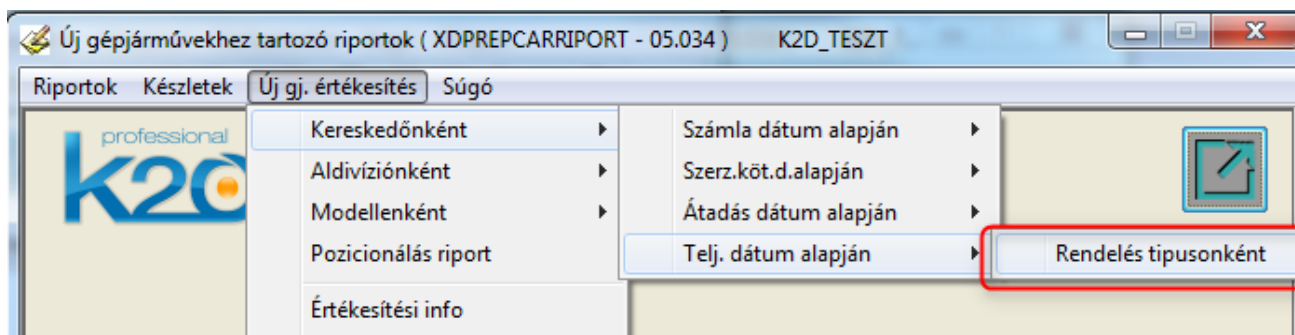 Új gépjárművekhez tartozó riportok ( XDPREPCARRIPORT - 05.034 ) K2D_TESZT
Riportok Készletek Új gj. értékesítés Súgó
professional
k2d
Kereskedőnként
Aldivíziónként
Modellenként
Pozicionálás riport
Értékesítési info
Számla dátum alapján
Szerz.köt.d.alapján
Átadás dátum alapján
Telj. dátum alapján
Rendelés tipusonként